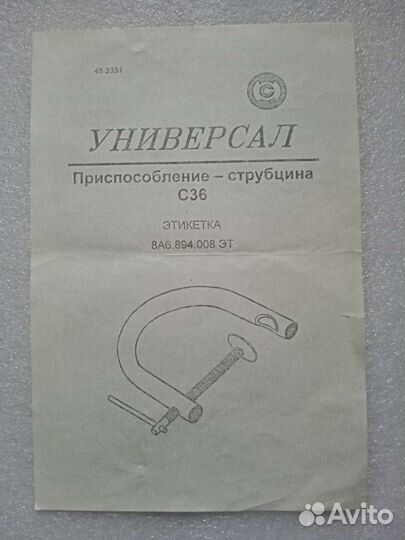 45 3331
УНИВЕРСАЛ
Приспособление – струбцина
С36
ЭТИКЕТКА
8А6.894.008 ЭТ
Avito